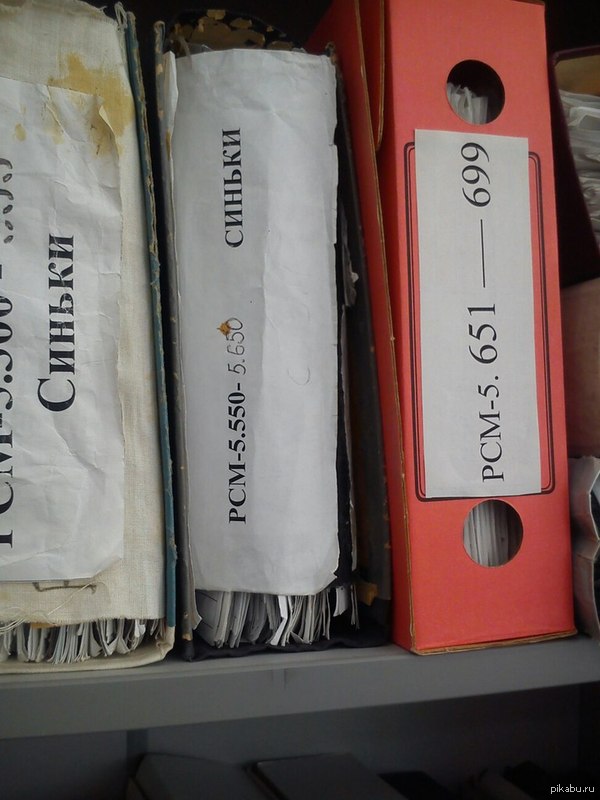 Синьки
РСМ-5.550- 5.650 СИНЬКИ
РСМ-5. 651 — 699
pikabu.ru